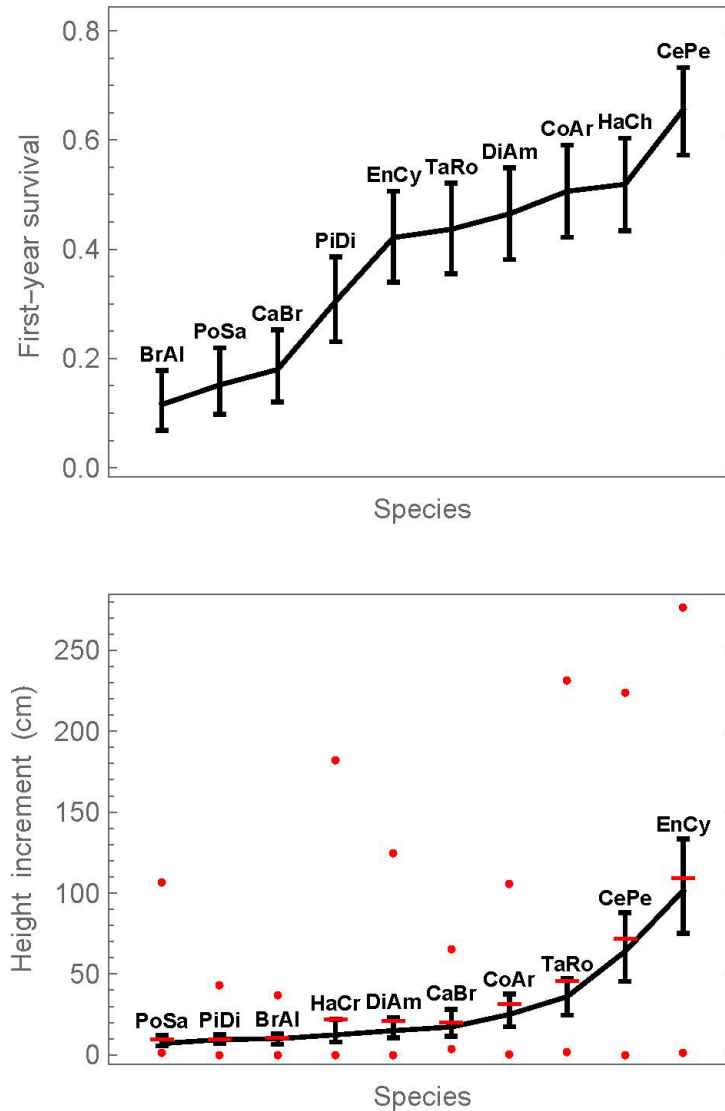 0.8
CePe
HaCh
CoAr
DiAm
TaRo
EnCy
0.6
First-year survival
0.4
PiDi
CaBr
PoSa
BrAl
0.2
0.0
Species
250
200
Height increment (cm)
150
EnCy
100
CePe
TaRo
50
CoAr
CaBr
DiAm
HaCr
BrAl
PiDi
PoSa
0
Species